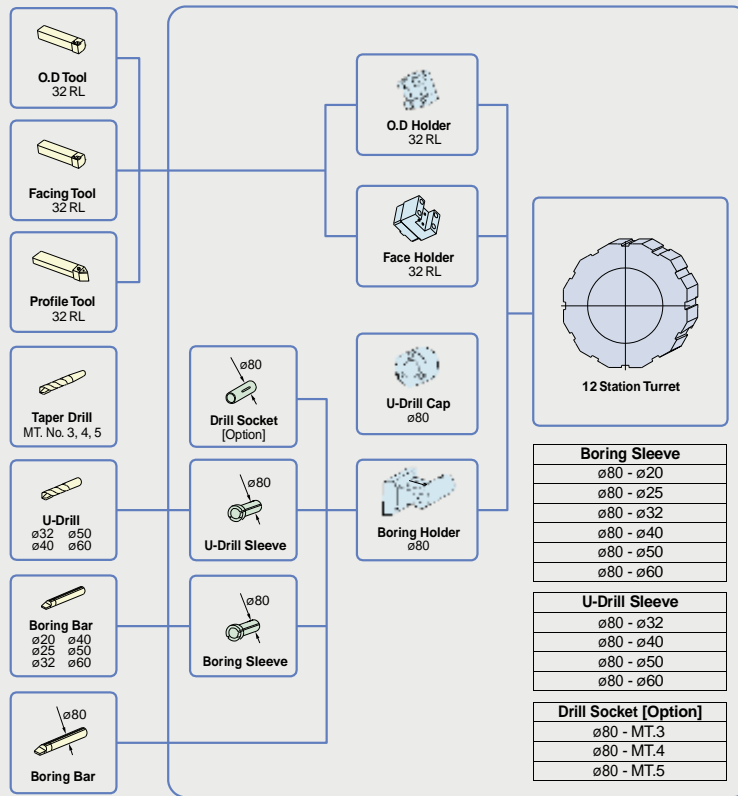 O.D Tool
32 RL
Facing Tool
32 RL
Profile Tool
32 RL
Taper Drill
MT. No. 3, 4, 5
U-Drill
ø32 ø50
ø40 ø60
Boring Bar
ø20 ø40
ø25 ø50
ø32 ø60
ø80
Boring Bar
ø80
Drill Socket
[Option]
ø80
U-Drill Sleeve
ø80
Boring Sleeve
O.D Holder
32 RL
Face Holder
32 RL
U-Drill Cap
ø80
Boring Holder
ø80
12 Station Turret
Boring Sleeve
ø80 - ø20
ø80 - ø25
ø80 - ø32
ø80 - ø40
ø80 - ø50
ø80 - ø60
U-Drill Sleeve
ø80 - ø32
ø80 - ø40
ø80 - ø50
ø80 - ø60
Drill Socket [Option]
ø80 - MT.3
ø80 - MT.4
ø80 - MT.5